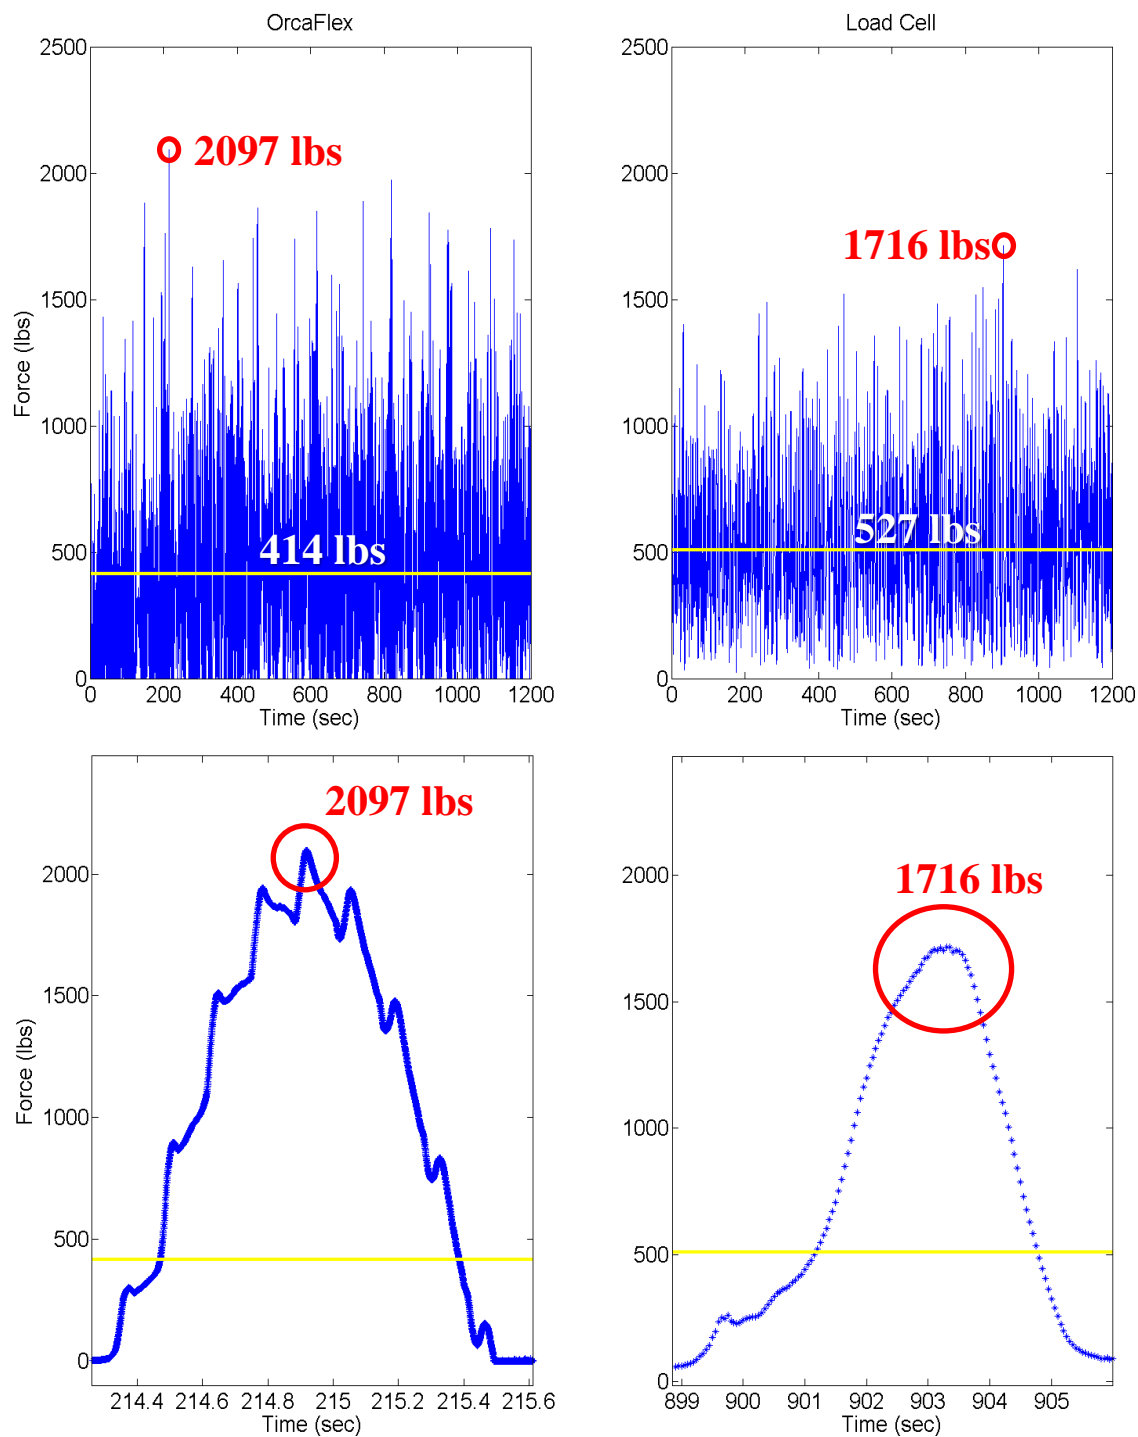 OrcaFlex
Load Cell
2500
2000
1500
1000
500
0
Force (lbs)
2097 lbs
414 lbs
0 200 400 600 800 1000 1200
Time (sec)
2500
2000
1500
1000
500
0
1716 lbs
527 lbs
0 200 400 600 800 1000 1200
Time (sec)
2000
1500
1000
500
0
Force (lbs)
2097 lbs
214.4 214.6 214.8 215 215.2 215.4 215.6
Time (sec)
2000
1500
1000
500
0
1716 lbs
899 900 901 902 903 904 905
Time (sec)